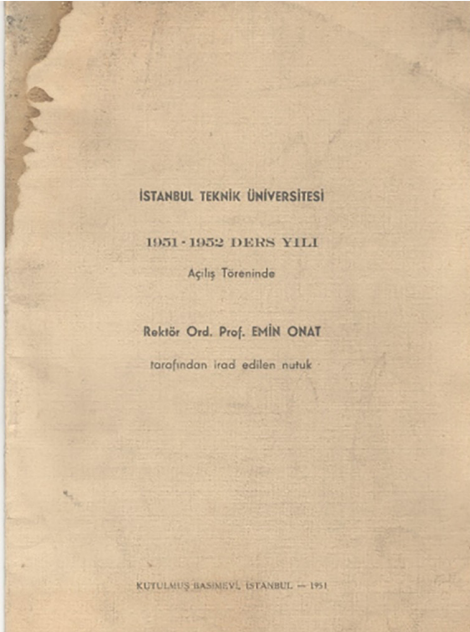 İSTANBUL TEKNİK ÜNİVERSİTESİ
1951 - 1952 DERS YILI
Açılış Töreninde
Rektör Ord. Prof. EMİN ONAT
tarafından irad edilen nutuk
KUTULMUŞ BASIMEVİ, İSTANBUL — 1951